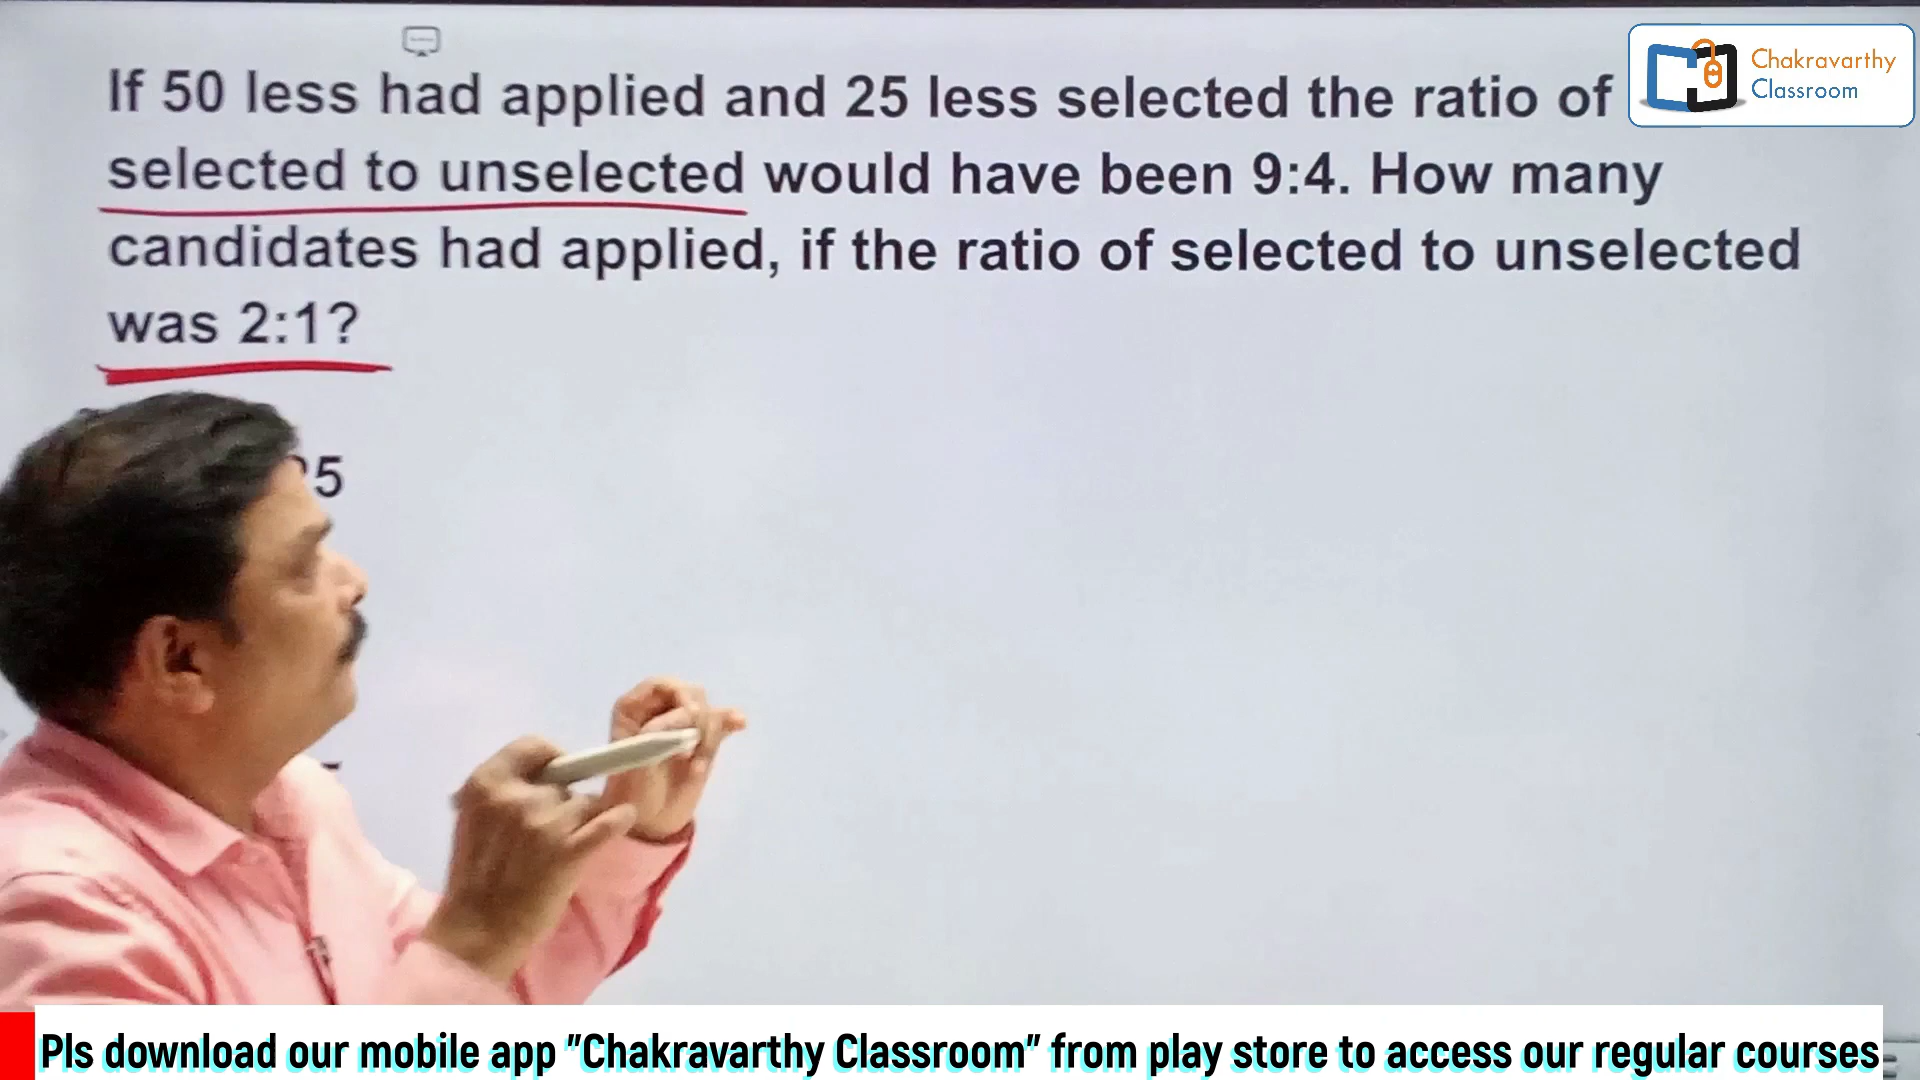 Chakravarthy
Classroom
If 50 less had applied and 25 less selected the ratio of
selected to unselected would have been 9:4. How many
candidates had applied, if the ratio of selected to unselected
was 2:1?
5
Pls download our mobile app "Chakravarthy Classroom" from play store to access our regular courses